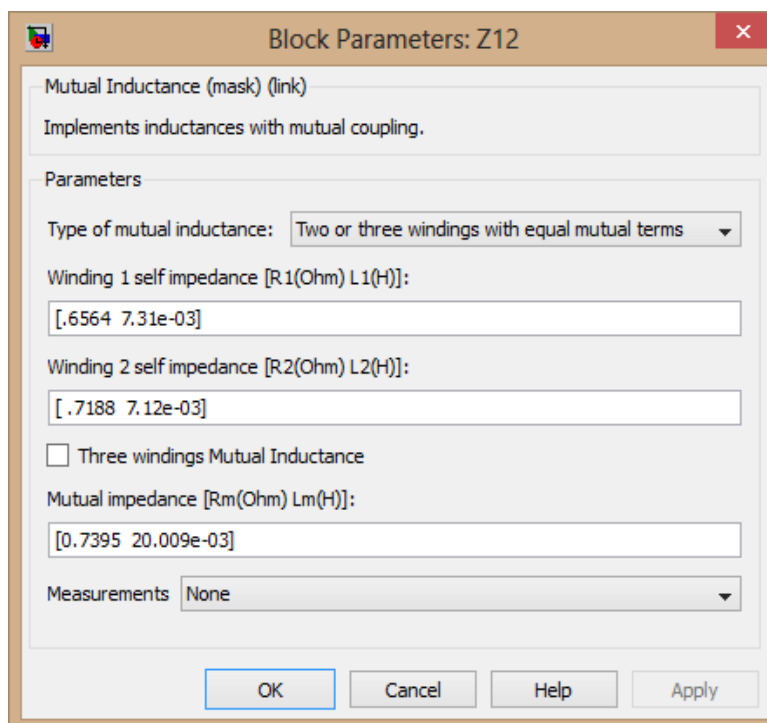 Block Parameters: Z12
Mutual Inductance (mask) (link)
Implements inductances with mutual coupling.
Parameters
Type of mutual inductance: Two or three windings with equal mutual terms
Winding 1 self impedance [R1(Ohm) L1(H)]:
[.6564 7.31e-03]
Winding 2 self impedance [R2(Ohm) L2(H)]:
[ .7188 7.12e-03]
Three windings Mutual Inductance
Mutual impedance [Rm(Ohm) Lm(H)]:
[0.7395 20.009e-03]
Measurements None
OK Cancel Help Apply